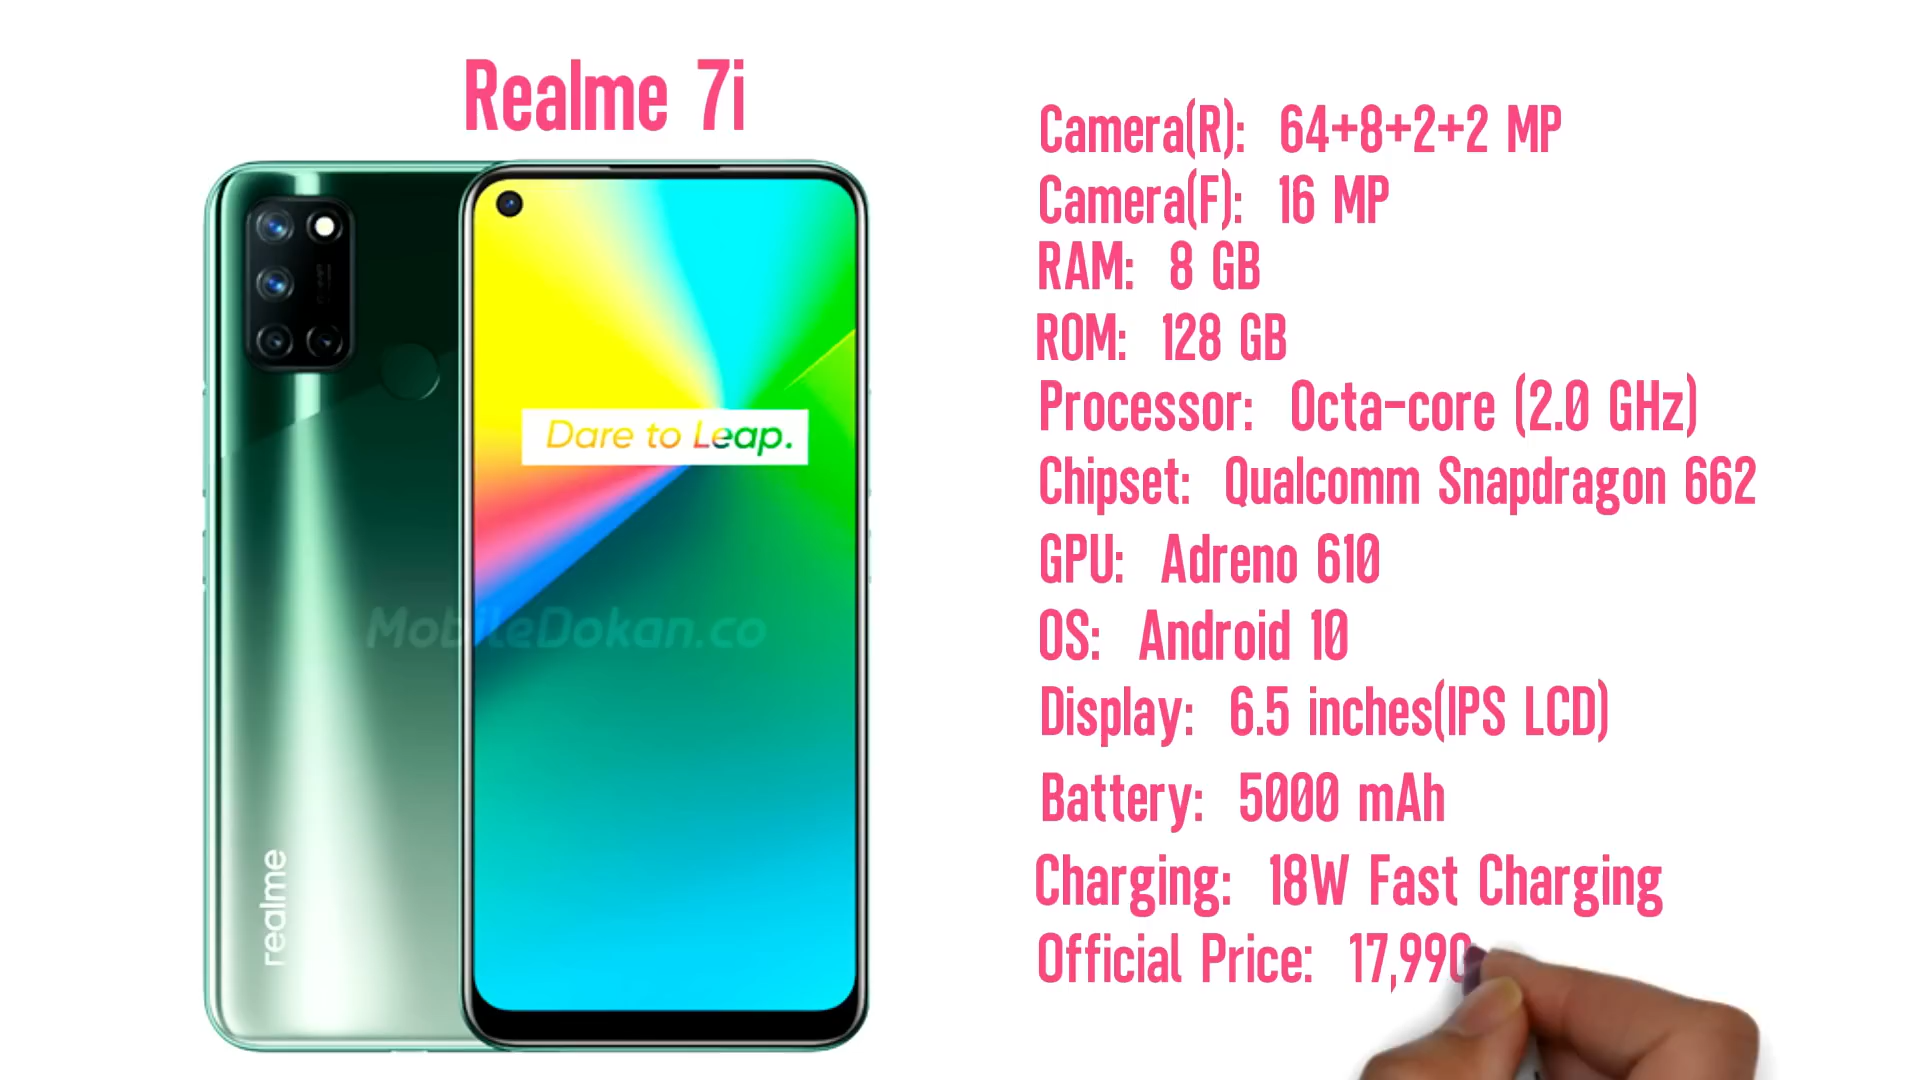 Realme 7i
Camera(R): 64+8+2+2 MP
Camera(F): 16 MP
RAM: 8 GB
ROM: 128 GB
Processor: Octa-core (2.0 GHz)
Chipset: Qualcomm Snapdragon 662
GPU: Adreno 610
OS: Android 10
Display: 6.5 inches(IPS LCD)
Battery: 5000 mAh
Charging: 18W Fast Charging
Official Price: 17,990
Dare to Leap.
MobileDokan.co
realme